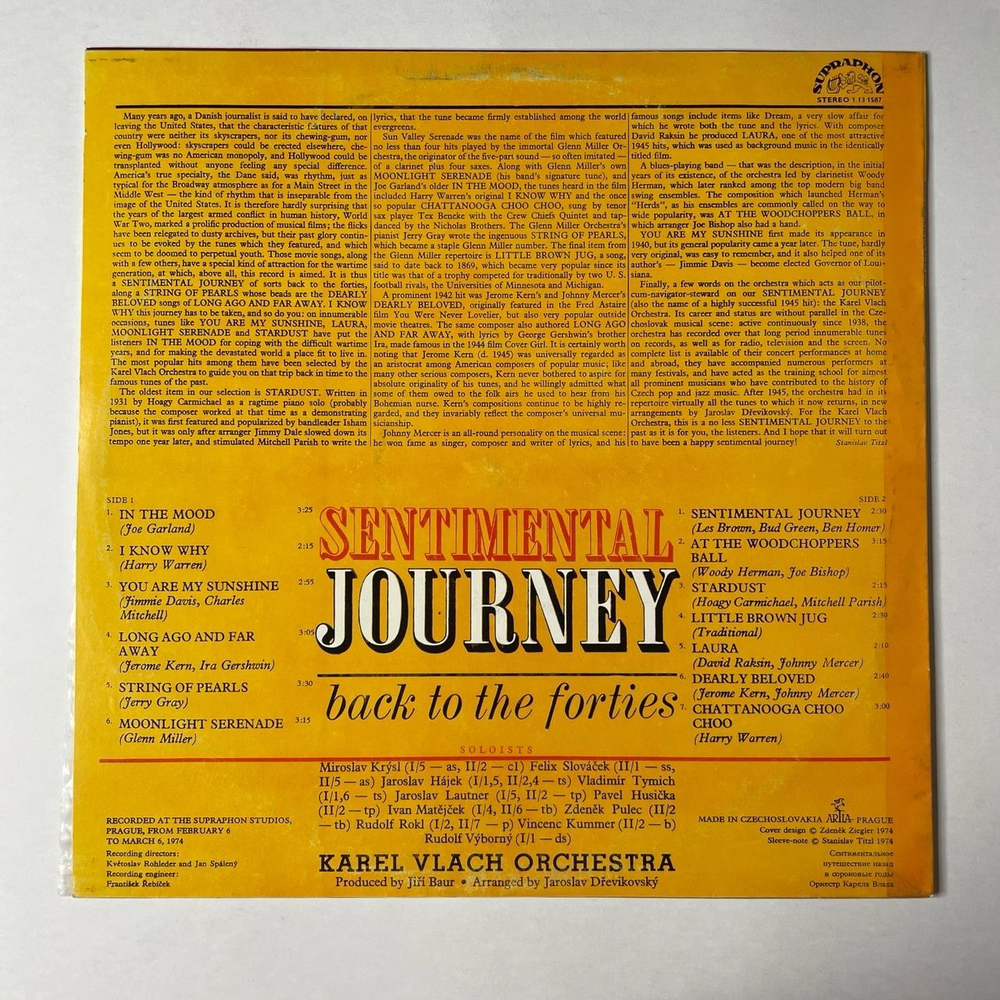 SUPRAPHON
STEREO 1 13 1587
Many years ago, a Danish journalist is said to have declared, on
leaving the United States, that the characteristic features of that
country were neither its skyscrapers, nor its chewing-gum, nor
even Hollywood: skyscrapers could be erected elsewhere, che-
wing-gum was no American monopoly, and Hollywood could be
transplanted without anyone feeling any special difference.
America's true specialty, the Dane said, was rhythm, just as
typical for the Broadway atmosphere as for a Main Street in the
Middle West — the kind of rhythm that is inseparable from the
image of the United States. It is therefore hardly surprising that
the years of the largest armed conflict in human history, World
War Two, marked a prolific production of musical films; the flicks
have been relegated to dusty archives, but their past glory contin-
ues to be evoked by the tunes which they featured, and which
seem to be doomed to perpetual youth. Those movie songs, along
with a few others, have a special kind of attraction for the wartime
generation, at which, above all, this record is aimed. It is thus
a SENTIMENTAL JOURNEY of sorts back to the forties,
along a STRING OF PEARLS whose beads are the DEARLY
BELOVED songs of LONG AGO AND FAR AWAY. I KNOW
WHY this journey has to be taken, and so do you: on innumerable
occasions, tunes like YOU ARE MY SUNSHINE, LAURA,
MOONLIGHT SERENADE and STARDUST have put the
listeners IN THE MOOD for coping with the difficult wartime
years, and for making the devastated world a place fit to live in.
The most popular hits among them have been selected by the
Karel Vlach Orchestra to guide you on that trip back in time to the
famous tunes of the past.
The oldest item in our selection is STARDUST. Written in
1931 by Hoagy Carmichael as a ragtime piano solo (probably
because the composer worked at that time as a demonstrating
pianist), it was first featured and popularized by bandleader Isham
Jones, but it was only after arranger Jimmy Dale slowed down its
tempo one year later, and stimulated Mitchell Parish to write the
lyrics, that the tune became firmly established among the world
evergreens.
Sun Valley Serenade was the name of the film which featured
no less than four hits played by the immortal Glenn Miller Or-
chestra, the originator of the five-part sound — so often imitated —
of a clarinet plus four saxes. Along with Glenn Miller's own
MOONLIGHT SERENADE (his band's signature tune), and
Joe Garland's older IN THE MOOD, the tunes heard in the film
included Harry Warren's original I KNOW WHY and the once
so popular CHATTANOOGA CHOO CHOO, sung by tenor
sax player Tex Beneke with the Crew Chiefs Quintet and tap-
danced by the Nicholas Brothers. The Glenn Miller Orchestra's
pianist Jerry Gray wrote the ingenuous STRING OF PEARLS,
which became a staple Glenn Miller number. The final item from
the Glenn Miller repertoire is LITTLE BROWN JUG, a song,
said to date back to 1869, which became very popular since its
title was that of a trophy competed for traditionally by two U. S.
football rivals, the Universities of Minnesota and Michigan.
A prominent 1942 hit was Jerome Kern's and Johnny Mercer's
DEARLY BELOVED, originally featured in the Fred Astaire
film You Were Never Lovelier, but also very popular outside
movie theatres. The same composer also authored LONG AGO
AND FAR AWAY, with lyrics by George Gershwin's brother
Ira, made famous in the 1944 film Cover Girl. It is certainly worth
noting that Jerome Kern (d. 1945) was universally regarded as
an aristocrat among American composers of popular music; like
many other serious composers, Kern never bothered to aspire for
absolute originality of his tunes, and he willingly admitted what
some of them owed to the folk airs he used to hear from his
Bohemian nurse. Kern's compositions continue to be highly re-
garded, and they invariably reflect the composer's universal mu-
sicianship.
Johnny Mercer is an all-round personality on the musical scene:
he won fame as singer, composer and writer of lyrics, and his
famous songs include items like Dream, a very slow affair for
which he wrote both the tune and the lyrics. With composer
David Raksin he produced LAURA, one of the most attractive
1945 hits, which was used as background music in the identically
titled film.
A blues-playing band — that was the description, in the initial
years of its existence, of the orchestra led by clarinetist Woody
Herman, which later ranked among the top modern big band
swing ensembles. The composition which launched Herman's
"Herds", as his ensembles are commonly called on the way to
wide popularity, was AT THE WOODCHOPPERS BALL, in
which arranger Joe Bishop also had a hand.
YOU ARE MY SUNSHINE first made its appearance in
1940, but its general popularity came a year later. The tune, hardly
very original, was easy to remember, and it also helped one of its
author's — Jimmie Davis — become elected Governor of Loui-
siana.
Finally, a few words on the orchestra which acts as our pilot-
cum-navigator-steward on our SENTIMENTAL JOURNEY
(also the name of a highly successful 1945 hit): the Karel Vlach
Orchestra. Its career and status are without parallel in the Cze-
choslovak musical scene: active continuously since 1938, the
orchestra has recorded over that long period innumerable tunes
on records, as well as for radio, television and the screen. No
complete list is available of their concert performances at home
and abroad, they have accompanied numerous performers at
many festivals, and have acted as the training school for almost
all prominent musicians who have contributed to the history of
Czech pop and jazz music. After 1945, the orchestra had in its
repertoire virtually all the tunes to which it now returns, in new
arrangements by Jaroslav Dřevikovský. For the Karel Vlach
Orchestra, this is a no less SENTIMENTAL JOURNEY to the
past as it is for you, the listeners. And I hope that it will turn out
to have been a happy sentimental journey! Stanislav Titzl
SIDE 1
1. IN THE MOOD 3:25
(Joe Garland)
2. I KNOW WHY 2:15
(Harry Warren)
3. YOU ARE MY SUNSHINE 2:55
(Jimmie Davis, Charles
Mitchell)
4. LONG AGO AND FAR 3:05
AWAY
(Jerome Kern, Ira Gershwin)
5. STRING OF PEARLS 3:30
(Jerry Gray)
6. MOONLIGHT SERENADE 3:15
(Glenn Miller)
SENTIMENTAL
JOURNEY
back to the forties
SIDE 2
1. SENTIMENTAL JOURNEY 2:30
(Les Brown, Bud Green, Ben Homer)
2. AT THE WOODCHOPPERS 3:15
BALL
(Woody Herman, Joe Bishop)
3. STARDUST 2:15
(Hoagy Carmichael, Mitchell Parish)
4. LITTLE BROWN JUG 2:30
(Traditional)
5. LAURA 2:10
(David Raksin, Johnny Mercer)
6. DEARLY BELOVED 2:40
(Jerome Kern, Johnny Mercer)
7. CHATTANOOGA CHOO 3:00
CHOO
(Harry Warren)
SOLOISTS
Miroslav Krýsl (I/5 — as, II/2 — cl) Felix Slováček (II/1 — ss,
II/5 — as) Jaroslav Hájek (I/1,5, II/2,4 — ts) Vladimír Tymich
(I/1,6 — ts) Jaroslav Lautner (I/5, II/2 — tp) Pavel Husička
(II/2 — tp) Ivan Matějček (I/4, II/6 — tb) Zdeněk Pulec (II/2
— tb) Rudolf Rokl (I/2, II/7 — p) Vincenc Kummer (II/2 — b)
Rudolf Výborný (I/1 — ds)
KAREL VLACH ORCHESTRA
Produced by Jiří Baur • Arranged by Jaroslav Dřevikovský
RECORDED AT THE SUPRAPHON STUDIOS,
PRAGUE, FROM FEBRUARY 6
TO MARCH 6, 1974
Recording directors:
Květoslav Rohleder and Jan Spálený
Recording engineer:
František Řebíček
MADE IN CZECHOSLOVAKIA ARTIA PRAGUE
Cover design © Zdeněk Ziegler 1974
Sleeve-note © Stanislav Titzl 1974
Сентиментальное
путешествие назад
в сороковые годы
Оркестр Карела Влаха